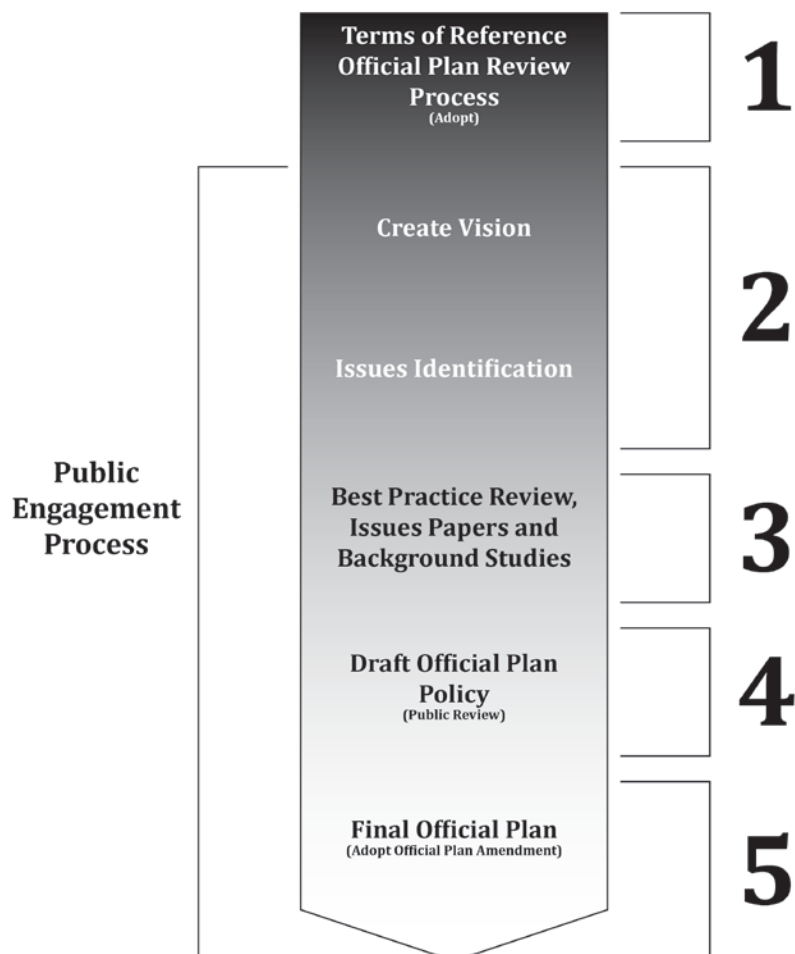 Terms of Reference
Official Plan Review
Process
(Adopt)
1
Create Vision
Issues Identification
2
Public
Engagement
Process
Best Practice Review,
Issues Papers and
Background Studies
3
Draft Official Plan
Policy
(Public Review)
4
Final Official Plan
(Adopt Official Plan Amendment)
5